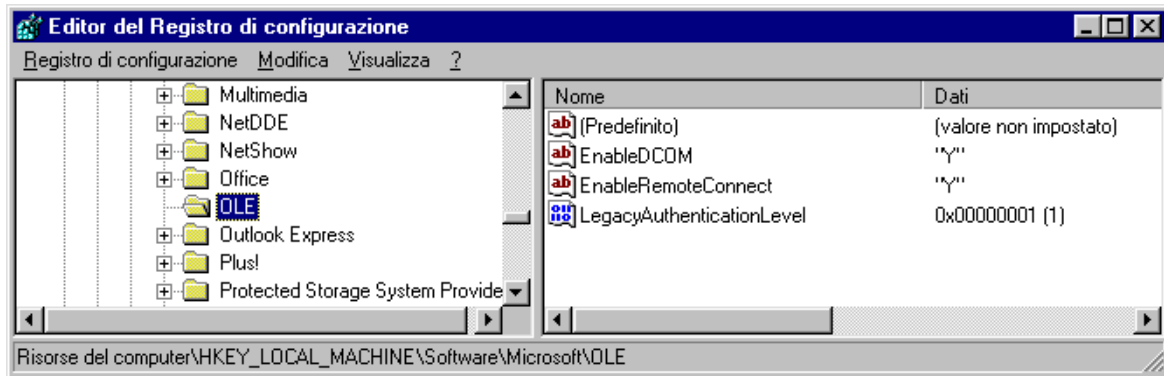 Editor del Registro di configurazione
Registro di configurazione Modifica Visualizza ?
Multimedia
NetDDE
NetShow
Office
OLE
Outlook Express
Plus!
Protected Storage System Provide
Nome Dati
(Predefinito) (valore non impostato)
EnableDCOM "Y"
EnableRemoteConnect "Y"
LegacyAuthenticationLevel 0x00000001 (1)
Risorse del computer\HKEY_LOCAL_MACHINE\Software\Microsoft\OLE